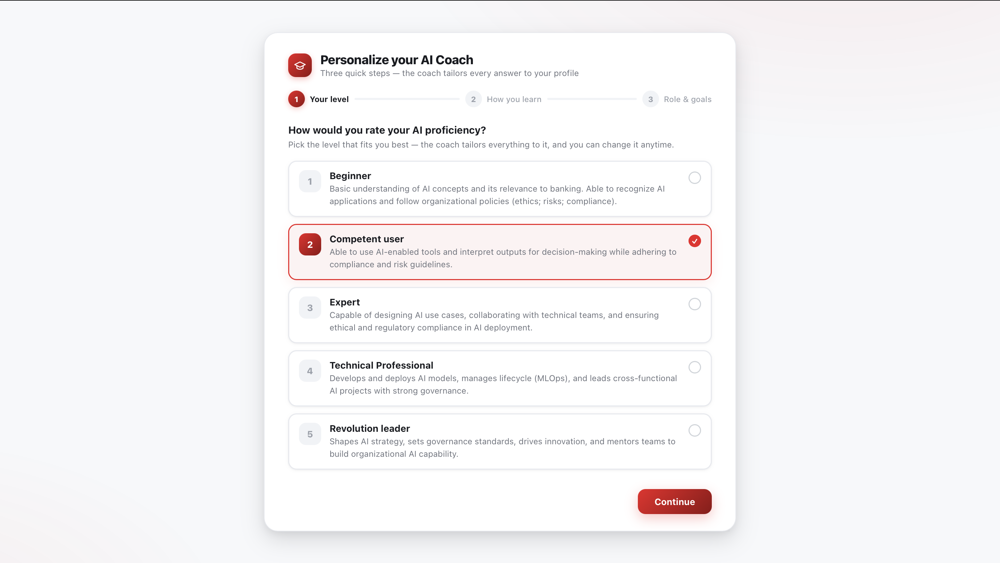 Personalize your AI Coach
Three quick steps — the coach tailors every answer to your profile
1 Your level 2 How you learn 3 Role & goals
How would you rate your AI proficiency?
Pick the level that fits you best — the coach tailors everything to it, and you can change it anytime.
1 Beginner
Basic understanding of AI concepts and its relevance to banking. Able to recognize AI
applications and follow organizational policies (ethics; risks; compliance).
2 Competent user
Able to use AI-enabled tools and interpret outputs for decision-making while adhering to
compliance and risk guidelines.
3 Expert
Capable of designing AI use cases, collaborating with technical teams, and ensuring
ethical and regulatory compliance in AI deployment.
4 Technical Professional
Develops and deploys AI models, manages lifecycle (MLOps), and leads cross-functional
AI projects with strong governance.
5 Revolution leader
Shapes AI strategy, sets governance standards, drives innovation, and mentors teams to
build organizational AI capability.
Continue